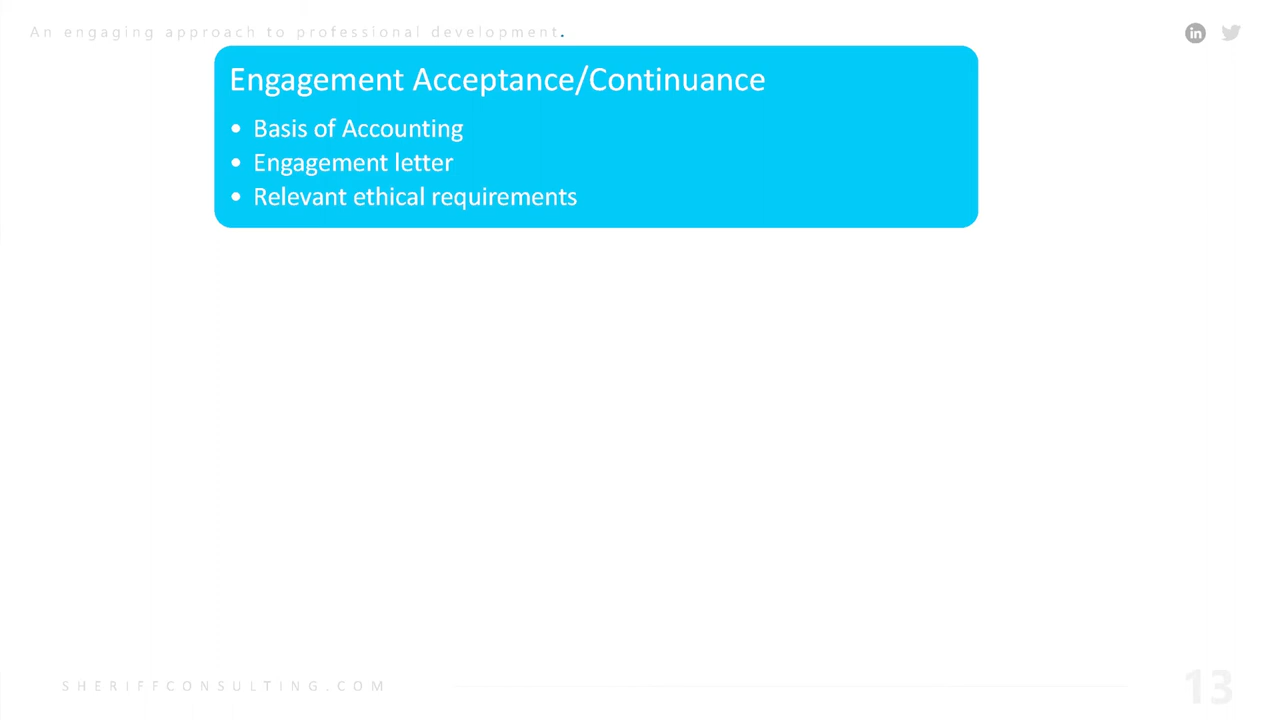 An engaging approach to professional development.
in
Engagement Acceptance/Continuance
• Basis of Accounting
• Engagement letter
• Relevant ethical requirements
SHERIFFCONSULTING.COM
13